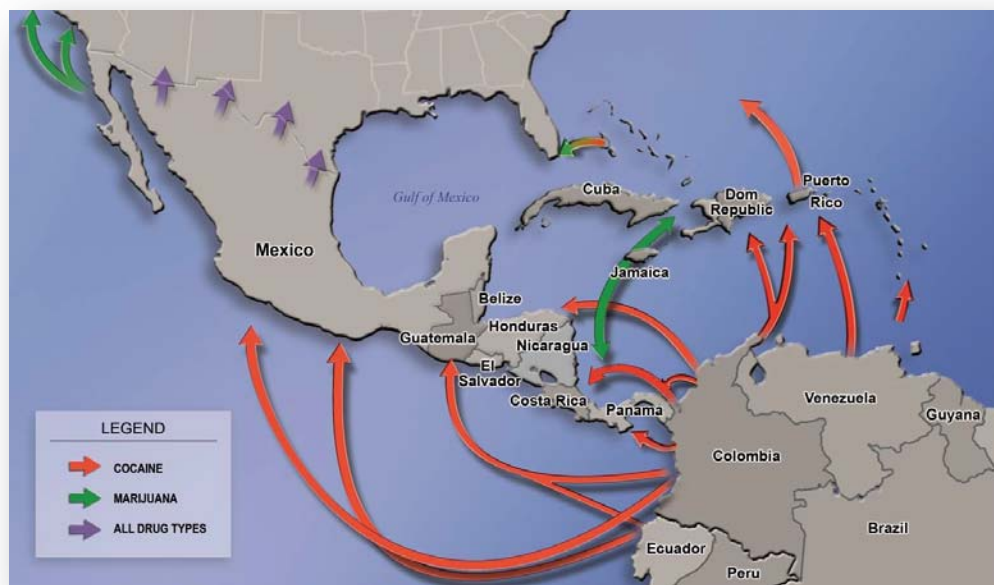 Gulf of Mexico
Cuba
Dom
Republic
Puerto
Rico
Mexico
Jamaica
Belize
Honduras
Guatemala
Nicaragua
El
Salvador
Costa Rica
Panama
Venezuela
Guyana
Colombia
Brazil
Ecuador
Peru
LEGEND
COCAINE
MARIJUANA
ALL DRUG TYPES